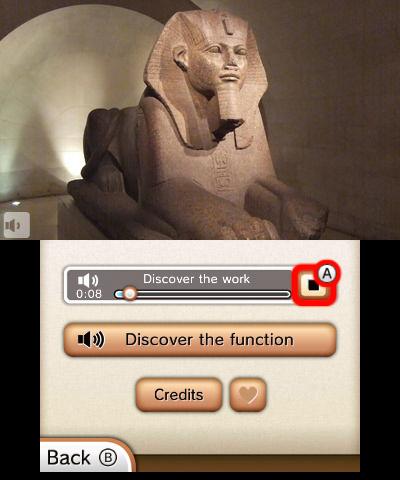 A
Discover the work
0:08
Discover the function
Credits
Back B